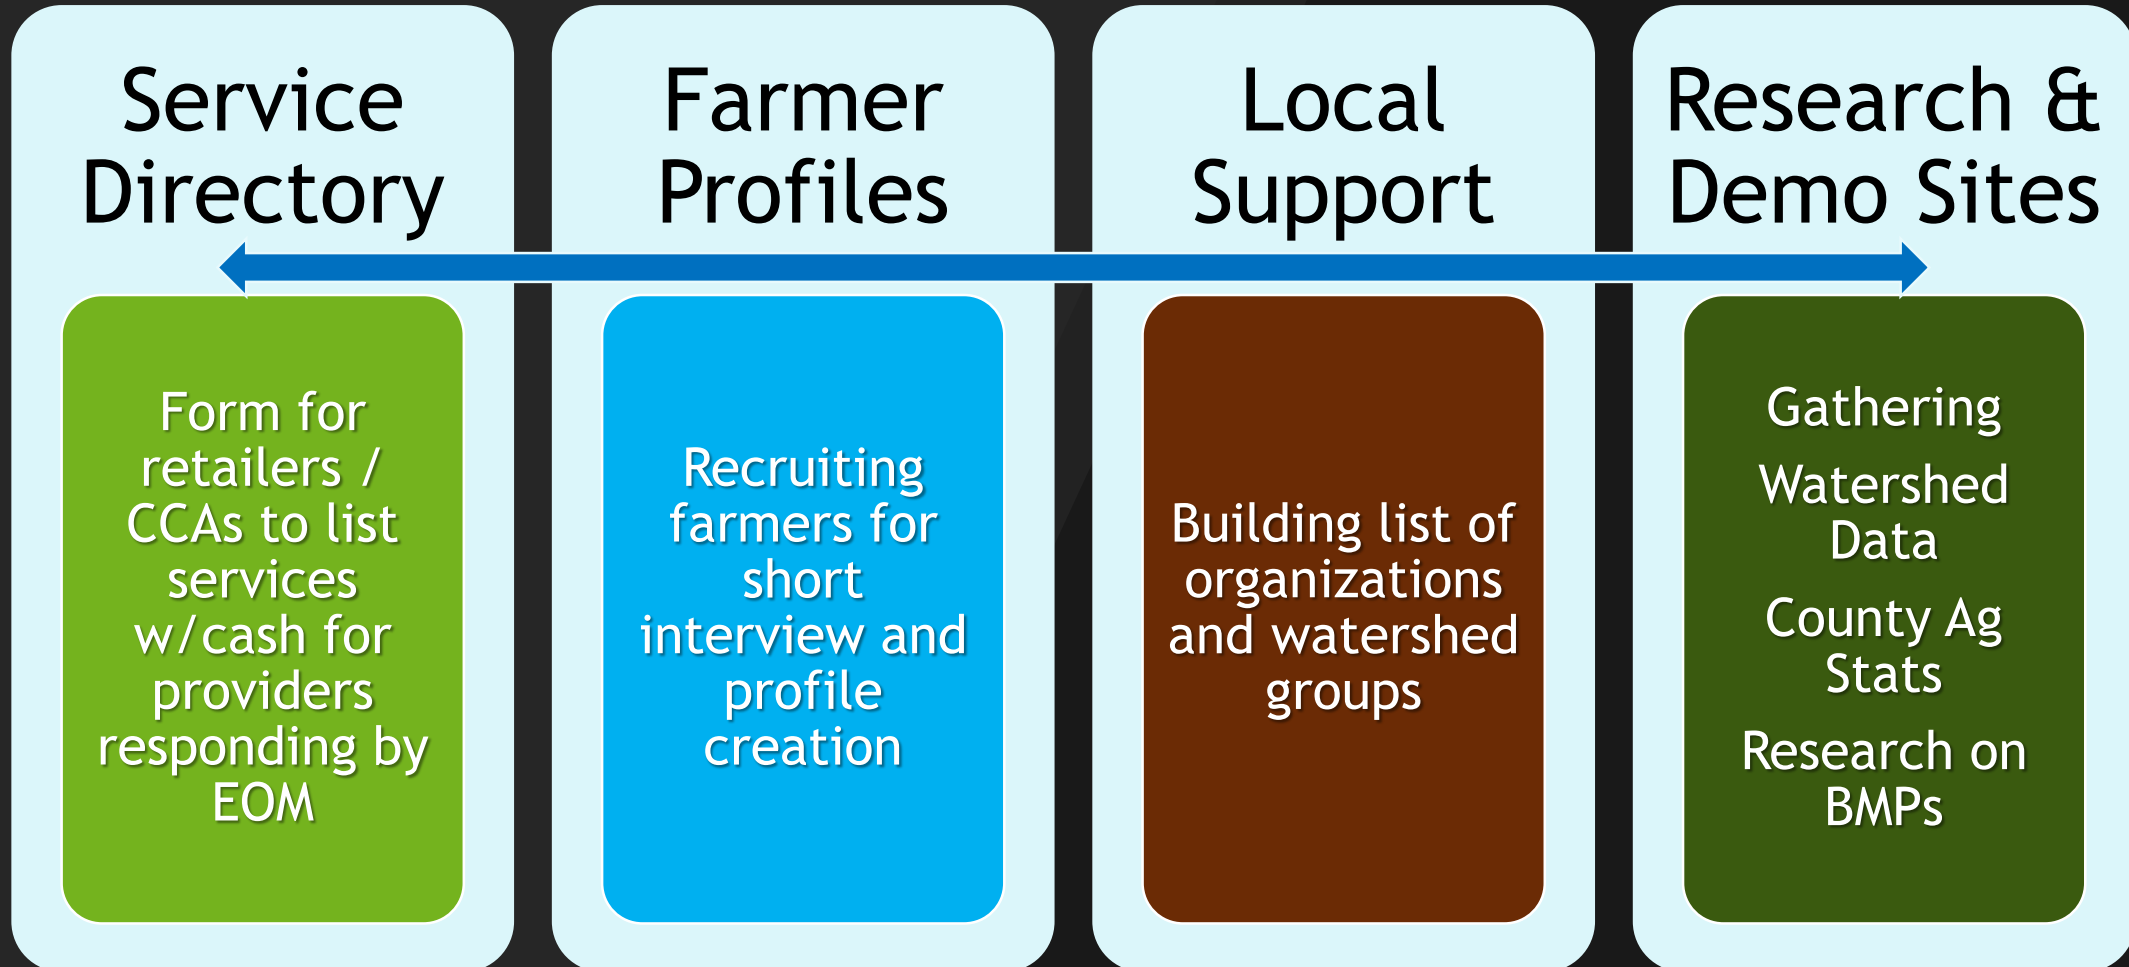 Service
Directory
Form for
retailers /
CCAs to list
services
w/cash for
providers
responding by
EOM
Farmer
Profiles
Recruiting
farmers for
short
interview and
profile
creation
Local
Support
Building list of
organizations
and watershed
groups
Research &
Demo Sites
Gathering
Watershed
Data
County Ag
Stats
Research on
BMPs